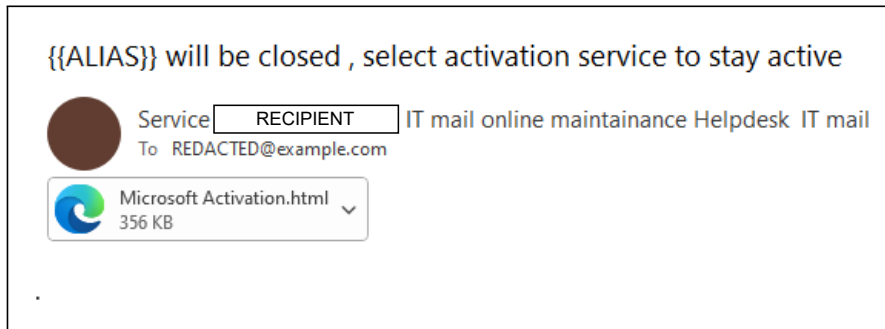 {{ALIAS}} will be closed , select activation service to stay active
Service RECIPIENT IT mail online maintainance Helpdesk IT mail
To REDACTED@example.com
Microsoft Activation.html
356 KB
.